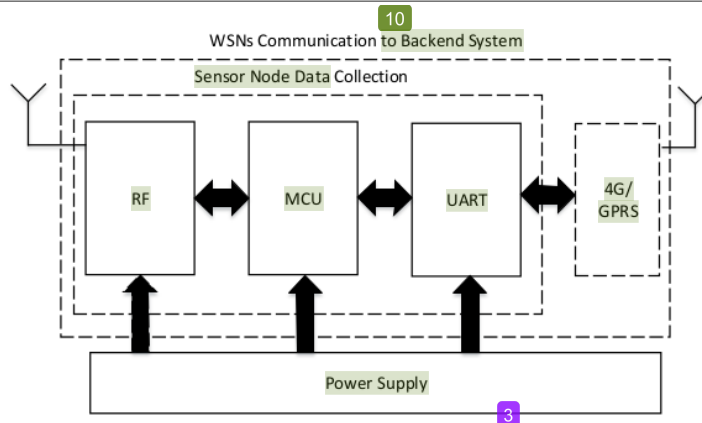 10
WSNs Communication to Backend System
Sensor Node Data Collection
RF
MCU
UART
4G/
GPRS
Power Supply
3